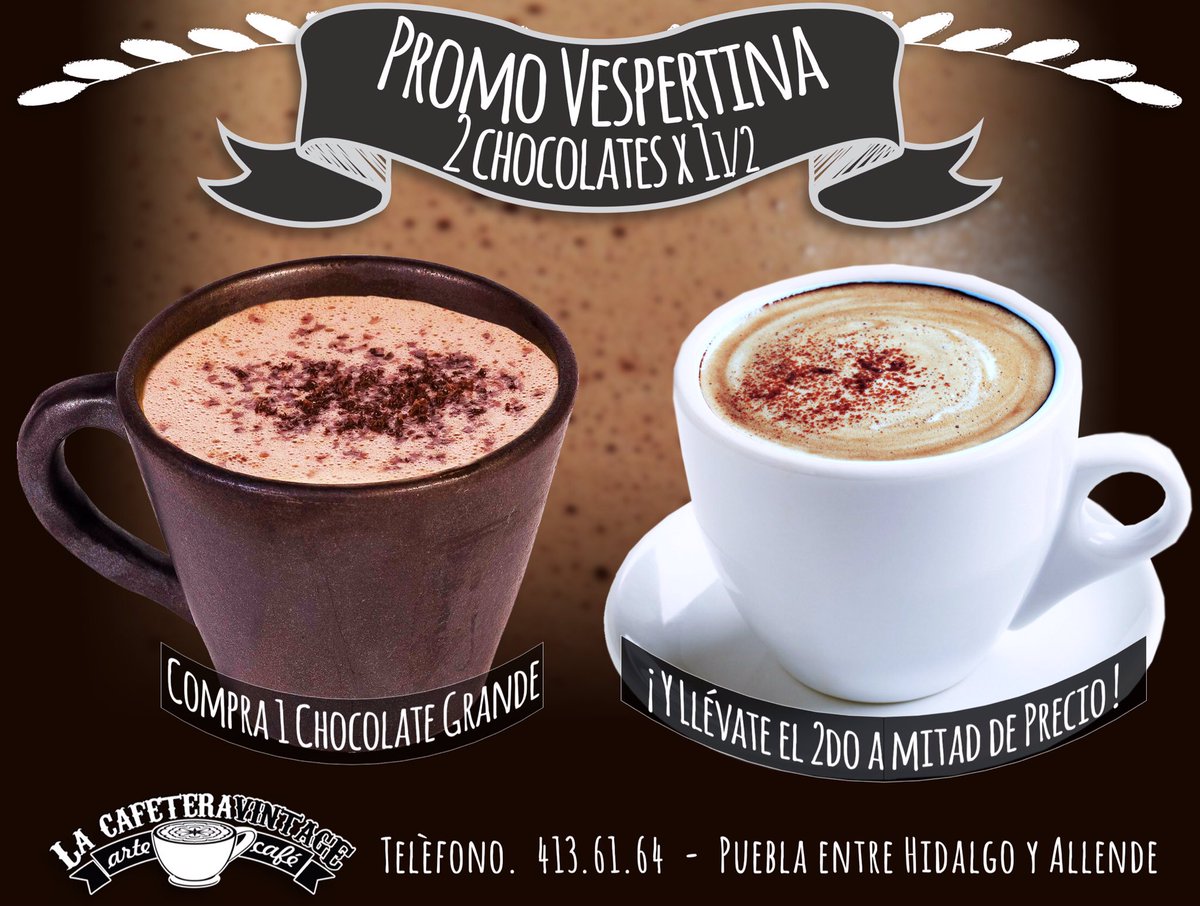 Promo Vespertina
2 chocolates x 1 1/2
Compra 1 Chocolate Grande
¡Y Llévate el 2do a mitad de Precio!
La Cafetera Vintage
arte café
Telèfono. 413.61.64 - Puebla entre Hidalgo y Allende